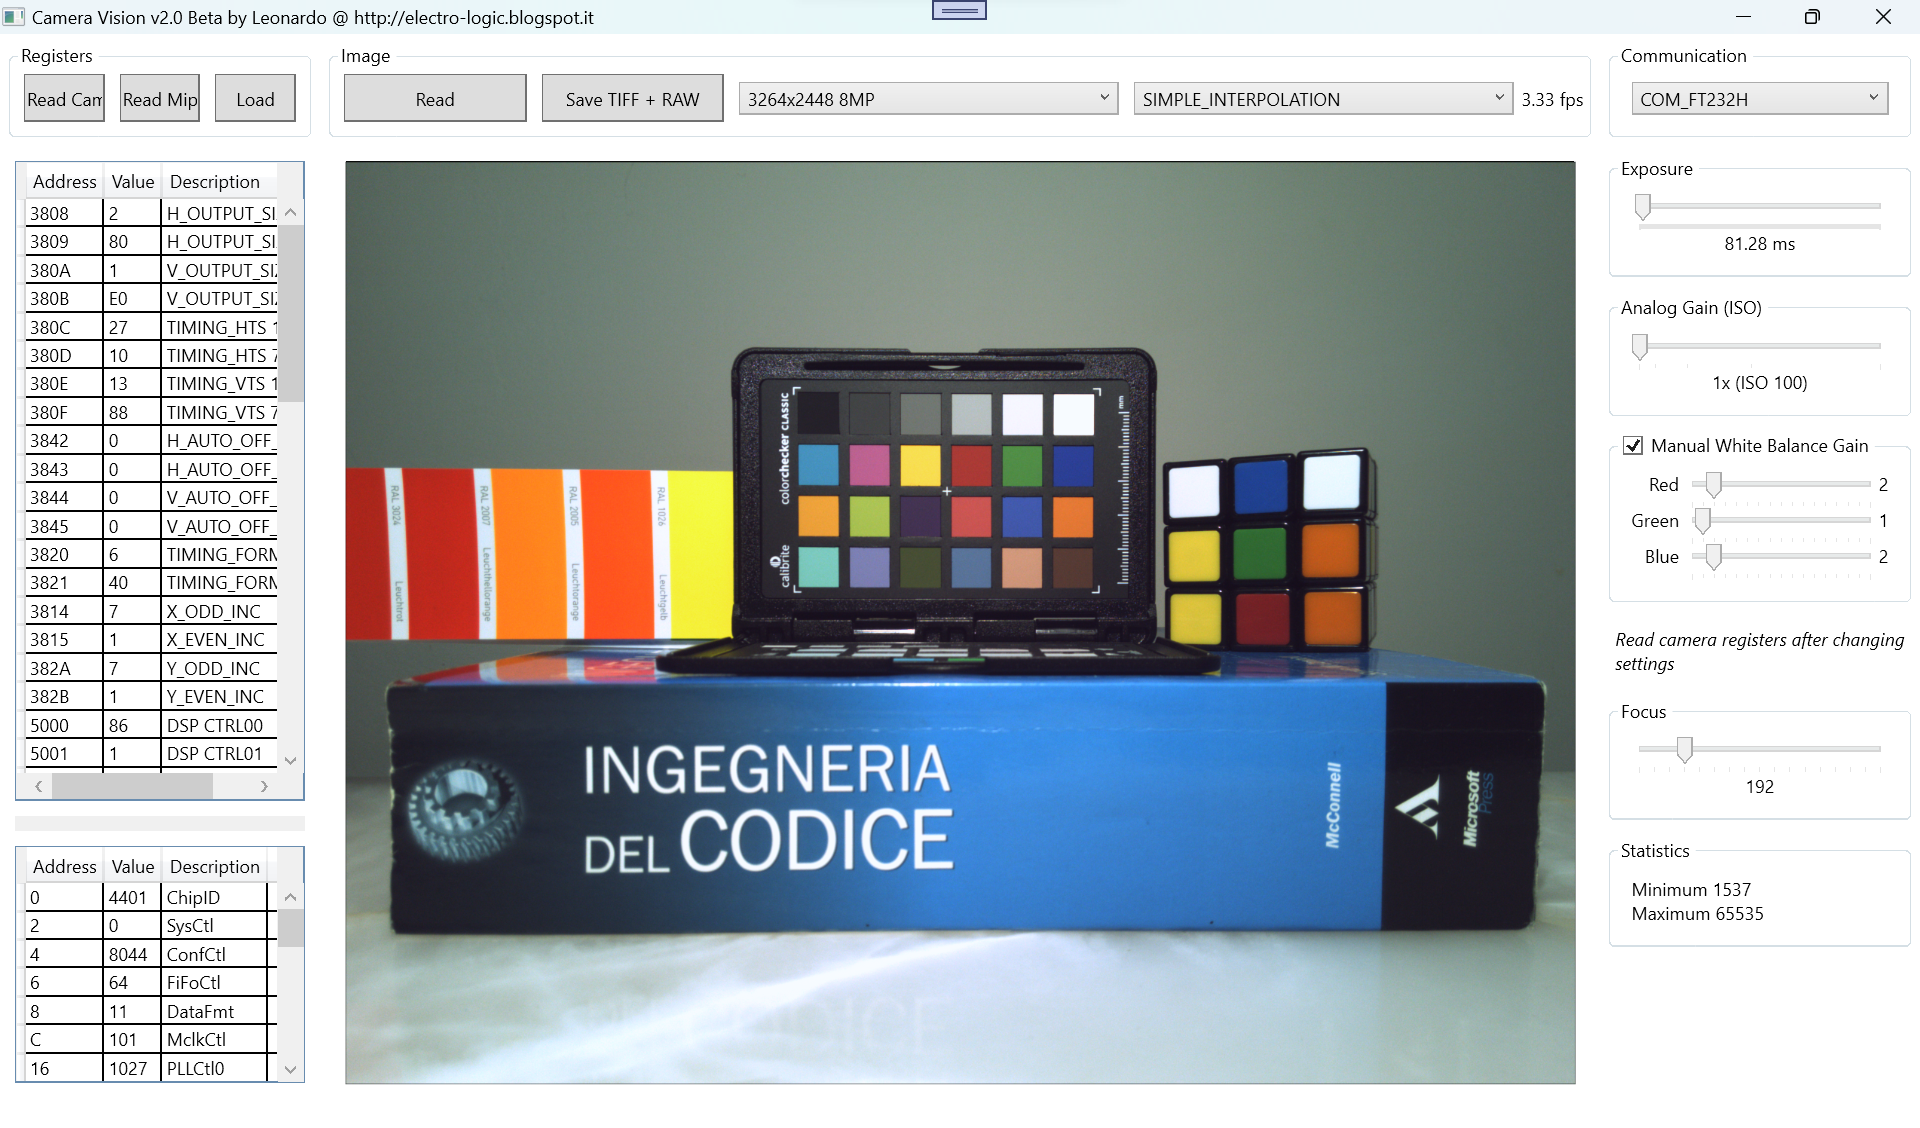 Camera Vision v2.0 Beta by Leonardo @ http://electro-logic.blogspot.it
Registers
Read Cam
Read Mip
Load
Image
Read
Save TIFF + RAW
3264x2448 8MP
SIMPLE_INTERPOLATION
3.33 fps
Communication
COM_FT232H
Address Value Description
3808 2 H_OUTPUT_SI
3809 80 H_OUTPUT_SI
380A 1 V_OUTPUT_SI
380B E0 V_OUTPUT_SI
380C 27 TIMING_HTS 1
380D 10 TIMING_HTS 7
380E 13 TIMING_VTS 1
380F 88 TIMING_VTS 7
3842 0 H_AUTO_OFF_
3843 0 H_AUTO_OFF_
3844 0 V_AUTO_OFF_
3845 0 V_AUTO_OFF_
3820 6 TIMING_FORM
3821 40 TIMING_FORM
3814 7 X_ODD_INC
3815 1 X_EVEN_INC
382A 7 Y_ODD_INC
382B 1 Y_EVEN_INC
5000 86 DSP CTRL00
5001 1 DSP CTRL01
Address Value Description
0 4401 ChipID
2 0 SysCtl
4 8044 ConfCtl
6 64 FiFoCtl
8 11 DataFmt
C 101 MclkCtl
16 1027 PLLCtl0
RAL 3024 Leuchtrot
RAL 2007 Leuchthellorange
RAL 2005 Leuchtorange
RAL 1026 Leuchtgelb
colorchecker CLASSIC
calibrite
mm
INGEGNERIA
DEL CODICE
McConnell
Microsoft
Press
Exposure
81.28 ms
Analog Gain (ISO)
1x (ISO 100)
Manual White Balance Gain
Red 2
Green 1
Blue 2
Read camera registers after changing
settings
Focus
192
Statistics
Minimum 1537
Maximum 65535